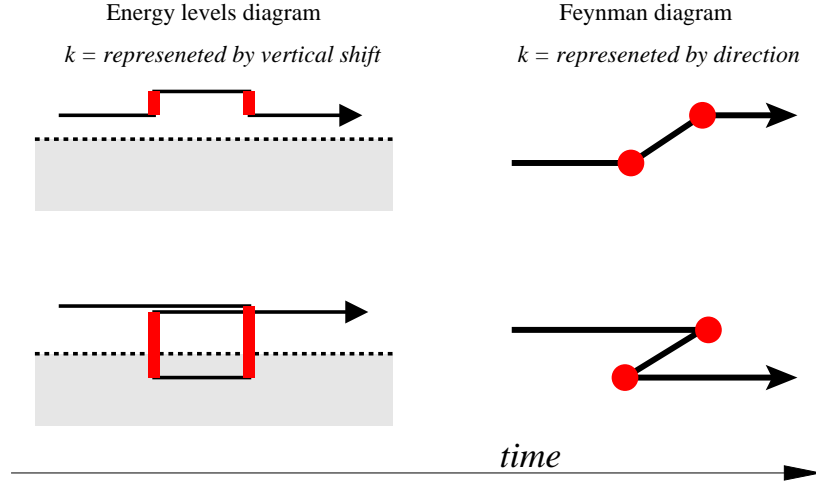 Energy levels diagram
Feynman diagram
k = represeneted by vertical shift
k = represeneted by direction
time